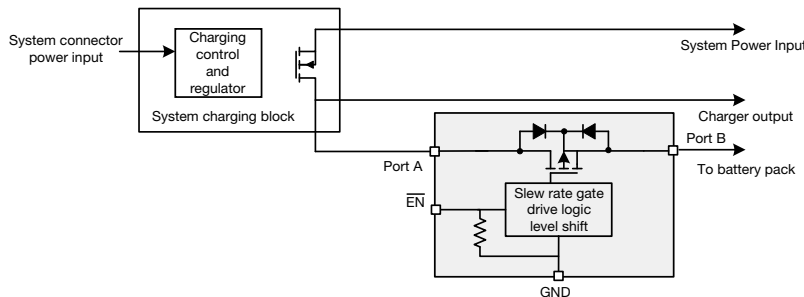 System connector
power input
Charging
control
and
regulator
System charging block
System Power Input
Charger output
Port A
Port B
To battery pack
EN
Slew rate gate
drive logic
level shift
GND